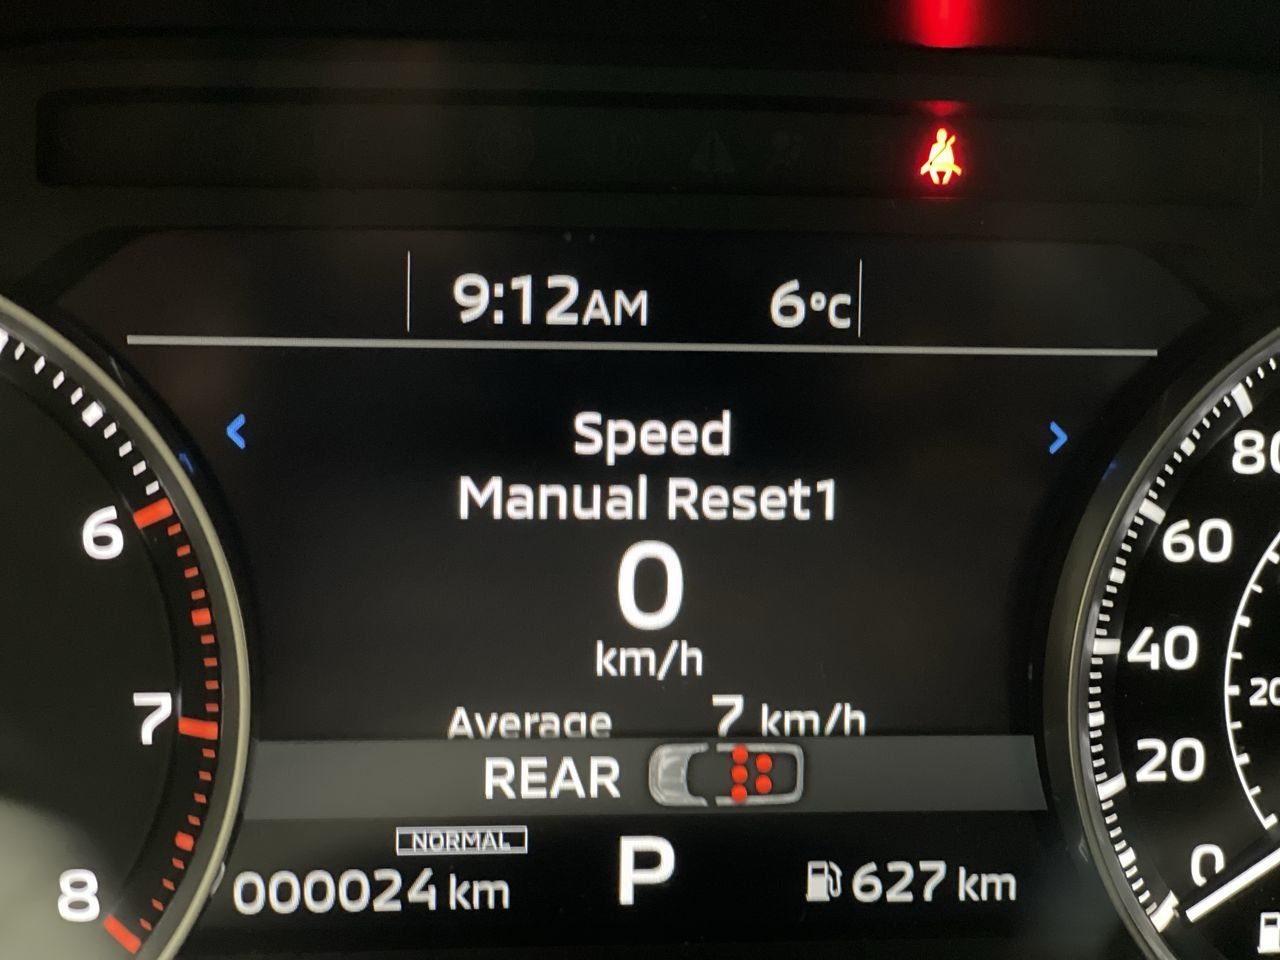 9:12AM 6°C
Speed
Manual Reset1
0
km/h
Average 7 km/h
REAR
NORMAL
000024 km P 627 km
6
7
8
80
60
40
20
0
20